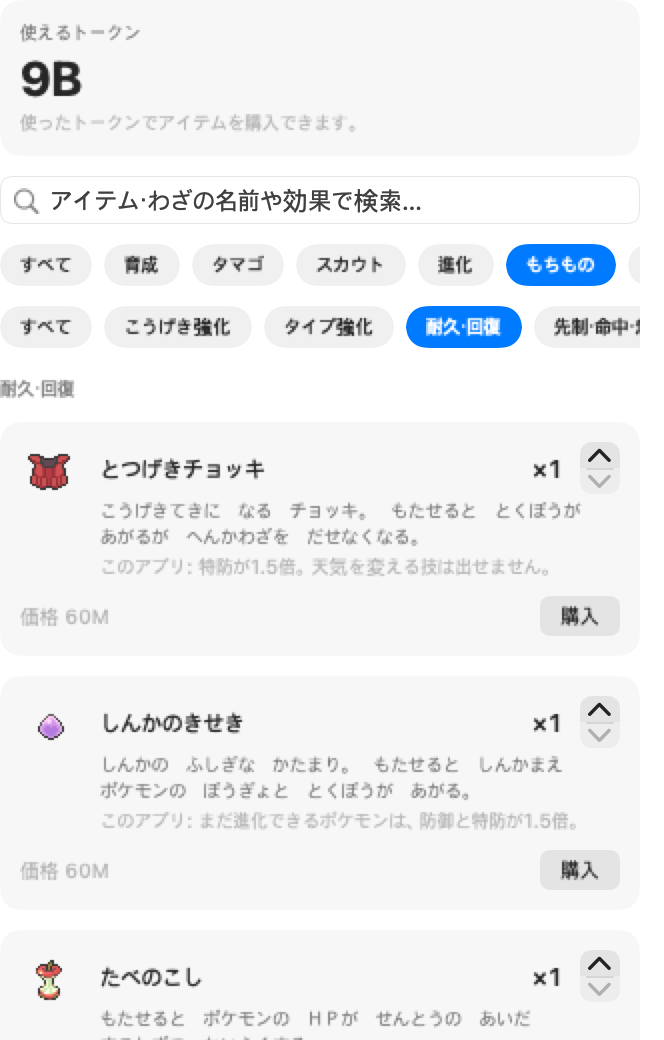 使えるトークン
9B
使ったトークンでアイテムを購入できます。
アイテム·わざの名前や効果で検索...
すべて 育成 タマゴ スカウト 進化 もちもの
すべて こうげき強化 タイプ強化 耐久·回復 先制·命中·
耐久·回復
とつげきチョッキ ×1
こうげきてきに なる チョッキ。 もたせると とくぼうが
あがるが へんかわざを だせなくなる。
このアプリ: 特防が1.5倍。天気を変える技は出せません。
価格 60M 購入
しんかのきせき ×1
しんかの ふしぎな かたまり。 もたせると しんかまえ
ポケモンの ぼうぎょと とくぼうが あがる。
このアプリ: まだ進化できるポケモンは、防御と特防が1.5倍。
価格 60M 購入
たべのこし ×1
もたせると ポケモンの ＨＰが せんとうの あいだ